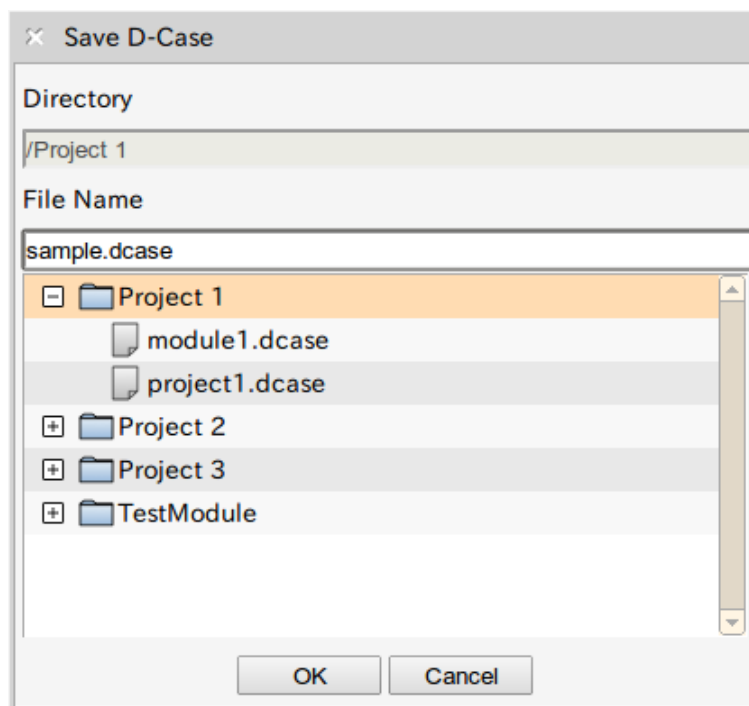 Save D-Case
Directory
/Project 1
File Name
sample.dcase
Project 1
module1.dcase
project1.dcase
Project 2
Project 3
TestModule
OK Cancel